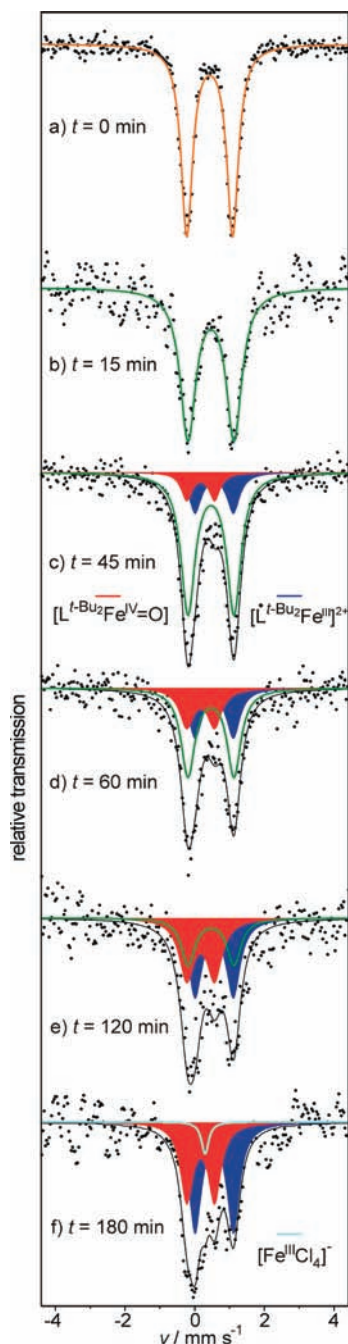 a) t = 0 min
b) t = 15 min
c) t = 45 min
[Lᵗ⁻ᴮᵘ₂Feᴵⱽ=O]
[L•ᵗ⁻ᴮᵘ₂Feᴵᴵᴵ]²⁺
d) t = 60 min
relative transmission
e) t = 120 min
f) t = 180 min
[FeᴵᴵᴵCl₄]⁻
-4 -2 0 2 4
v / mm s⁻¹